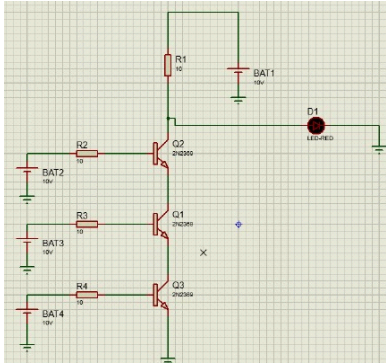 R1
10
BAT1
10V
D1
LED-RED
R2
10
Q2
2N2369
BAT2
10V
R3
10
Q1
2N2369
BAT3
10V
R4
10
Q3
2N2369
BAT4
10V